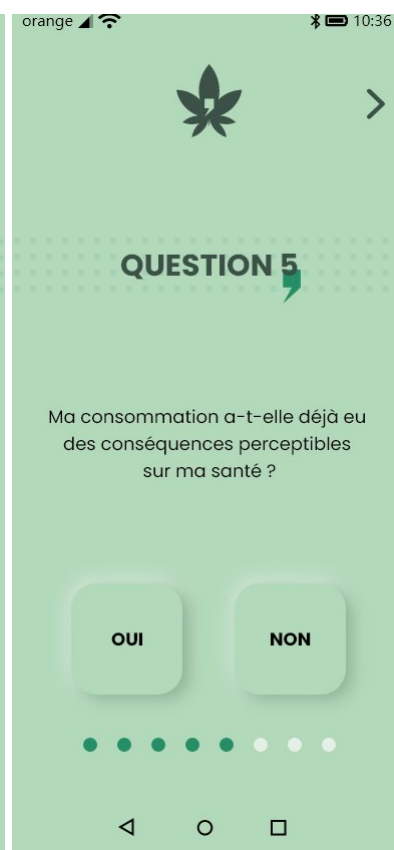 orange 10:36
QUESTION 5
Ma consommation a-t-elle déjà eu
des conséquences perceptibles
sur ma santé ?
OUI NON